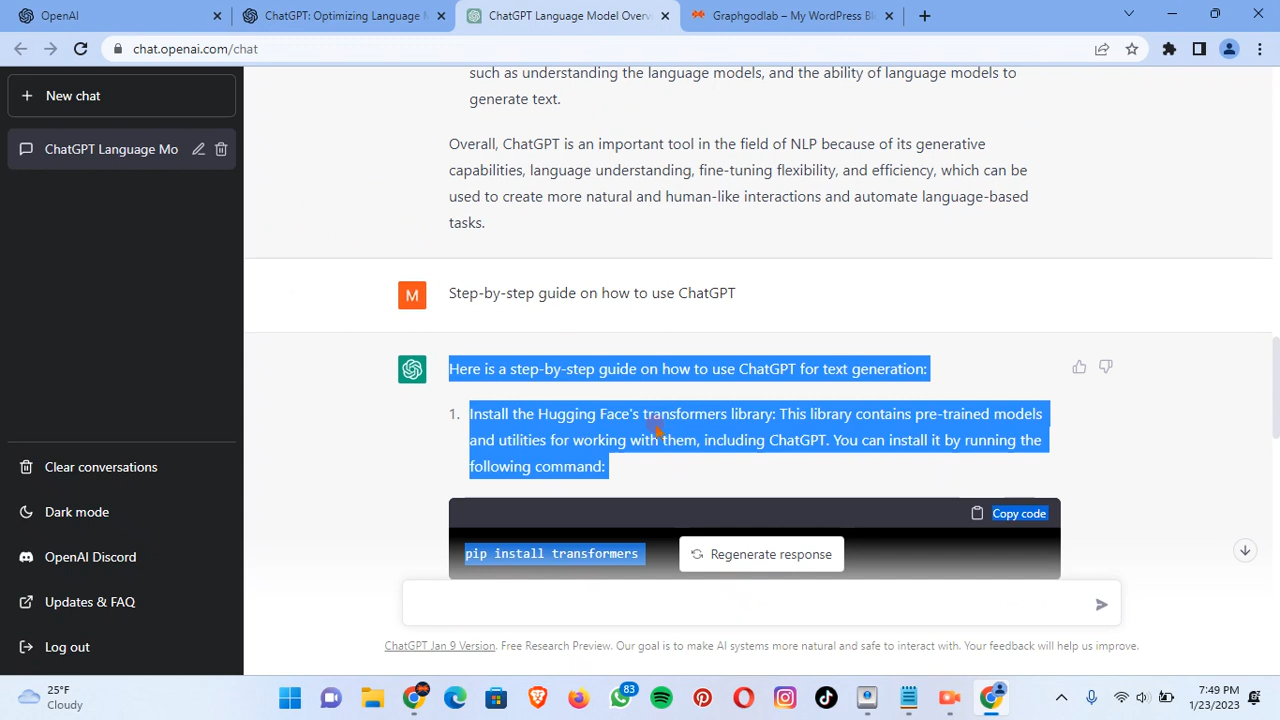 OpenAI
ChatGPT: Optimizing Language M
ChatGPT Language Model Overv
Graphgodlab – My WordPress Bl
chat.openai.com/chat
New chat
ChatGPT Language Mo
such as understanding the language models, and the ability of language models to
generate text.
Overall, ChatGPT is an important tool in the field of NLP because of its generative
capabilities, language understanding, fine-tuning flexibility, and efficiency, which can be
used to create more natural and human-like interactions and automate language-based
tasks.
M
Step-by-step guide on how to use ChatGPT
Here is a step-by-step guide on how to use ChatGPT for text generation:
1. Install the Hugging Face's transformers library: This library contains pre-trained models
and utilities for working with them, including ChatGPT. You can install it by running the
following command:
Copy code
pip install transformers
Regenerate response
Clear conversations
Dark mode
OpenAI Discord
Updates & FAQ
Log out
ChatGPT Jan 9 Version. Free Research Preview. Our goal is to make AI systems more natural and safe to interact with. Your feedback will help us improve.
25°F
Cloudy
83
7:49 PM
1/23/2023